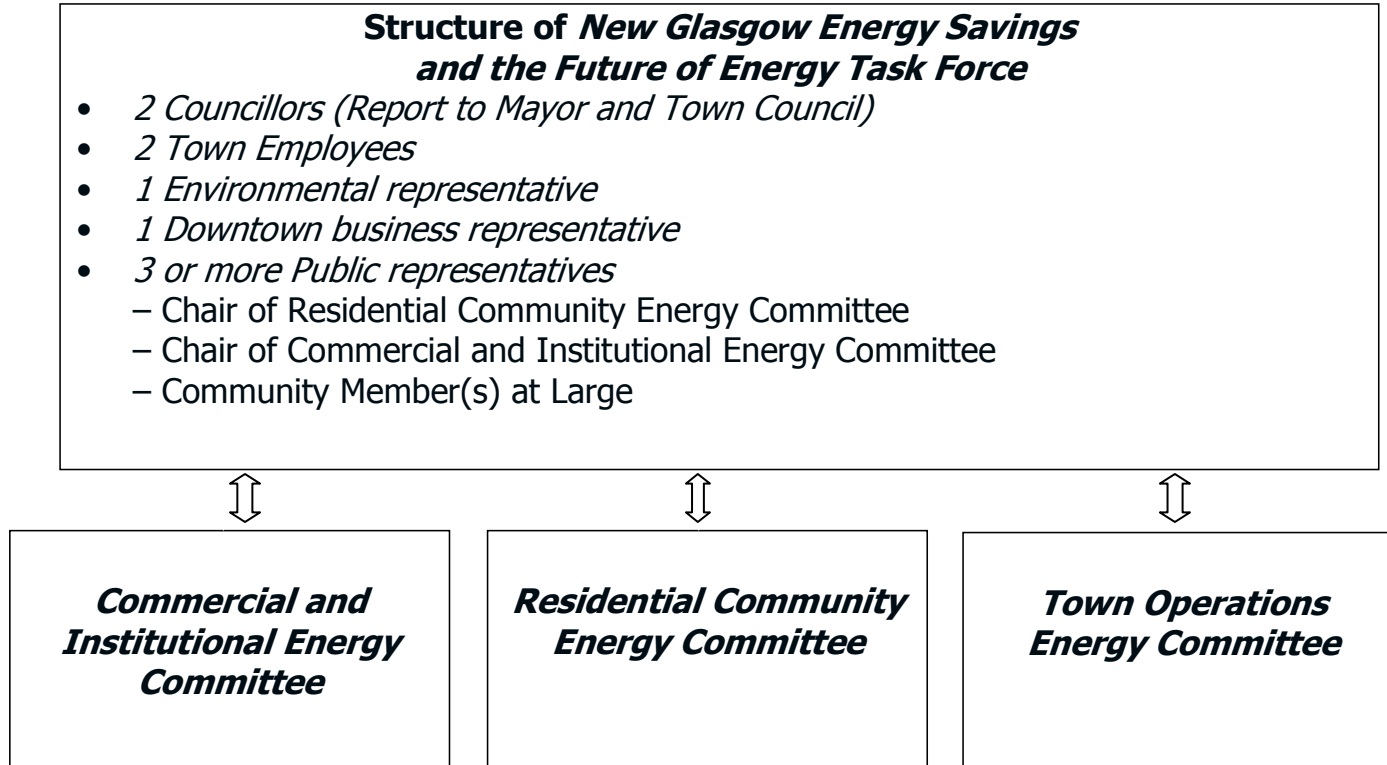 Structure of New Glasgow Energy Savings
and the Future of Energy Task Force
• 2 Councillors (Report to Mayor and Town Council)
• 2 Town Employees
• 1 Environmental representative
• 1 Downtown business representative
• 3 or more Public representatives
– Chair of Residential Community Energy Committee
– Chair of Commercial and Institutional Energy Committee
– Community Member(s) at Large
Commercial and
Institutional Energy
Committee
Residential Community
Energy Committee
Town Operations
Energy Committee